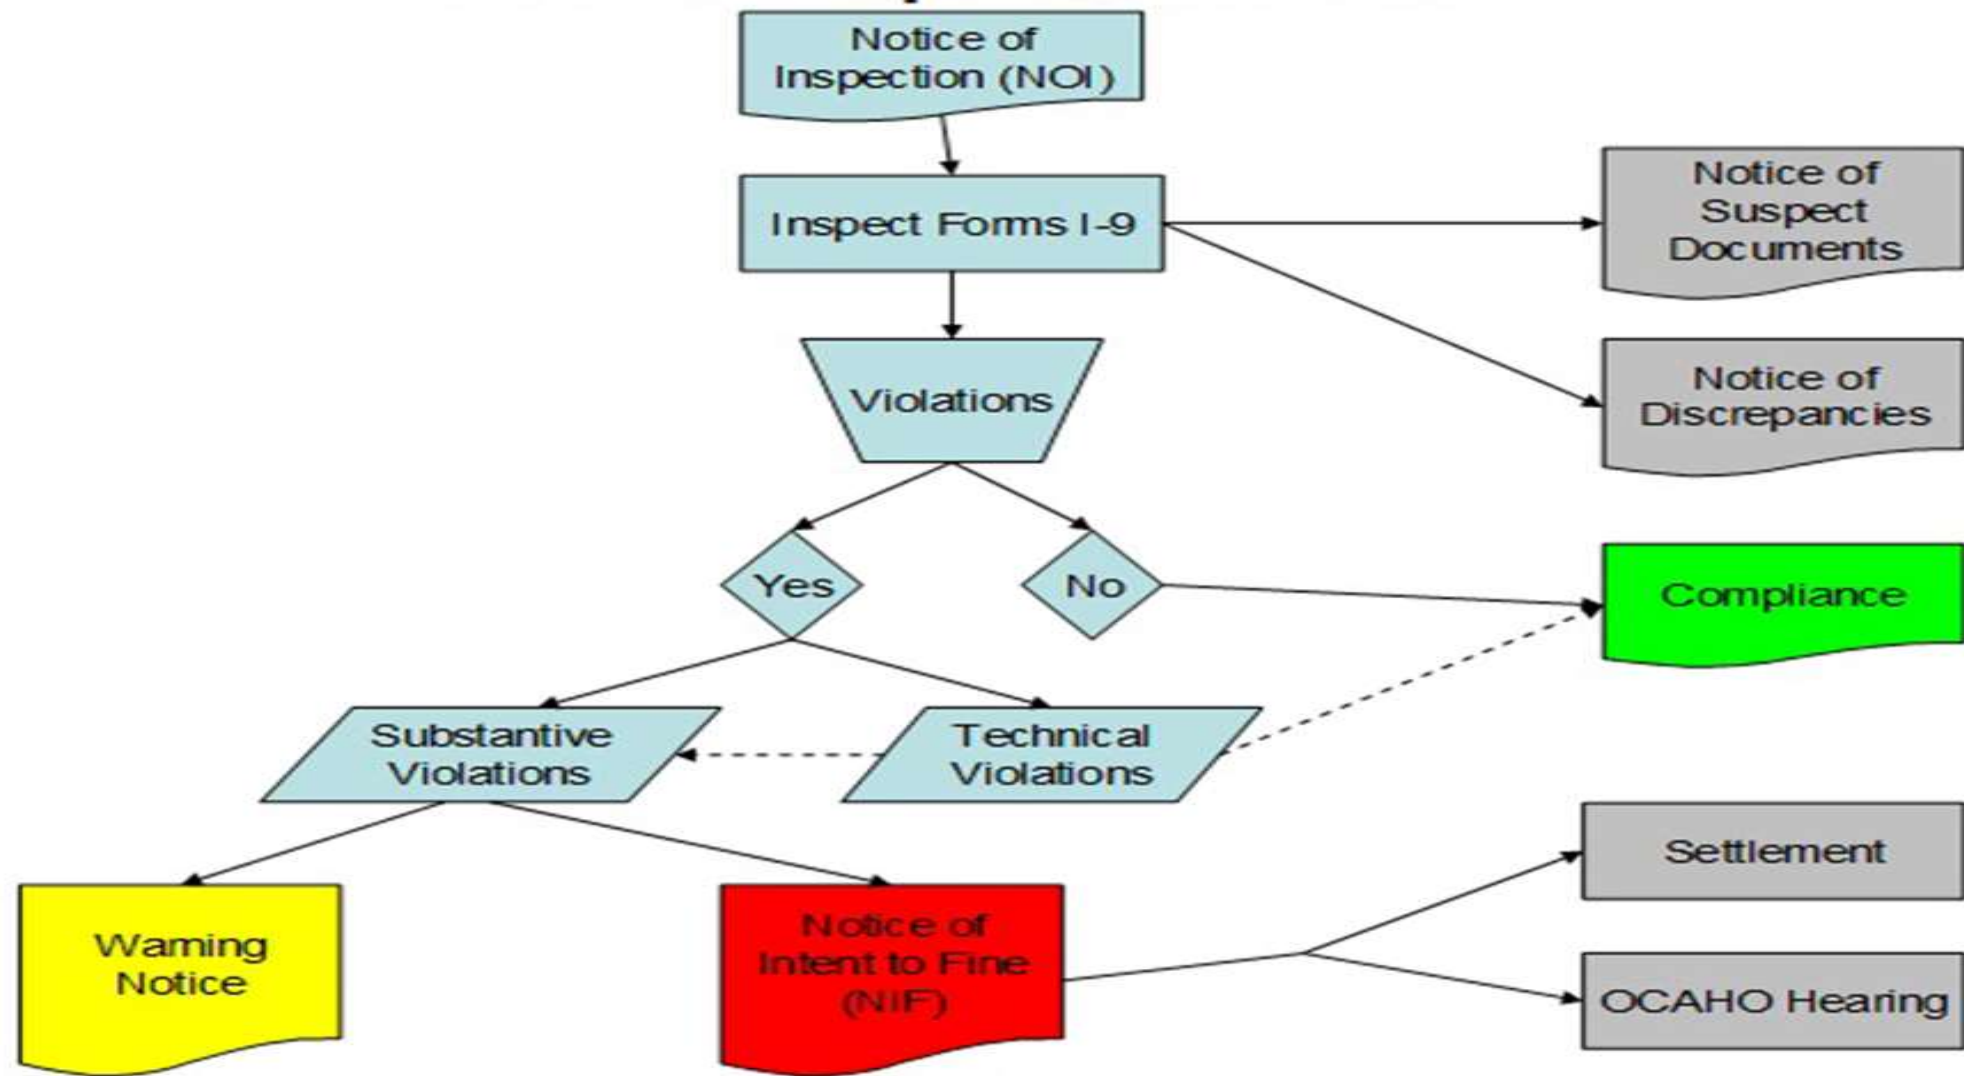 Notice of
Inspection (NOI)
Inspect Forms I-9
Notice of
Suspect
Documents
Notice of
Discrepancies
Violations
Yes
No
Compliance
Substantive
Violations
Technical
Violations
Settlement
Warning
Notice
Notice of
Intent to Fine
(NIF)
OCAHO Hearing